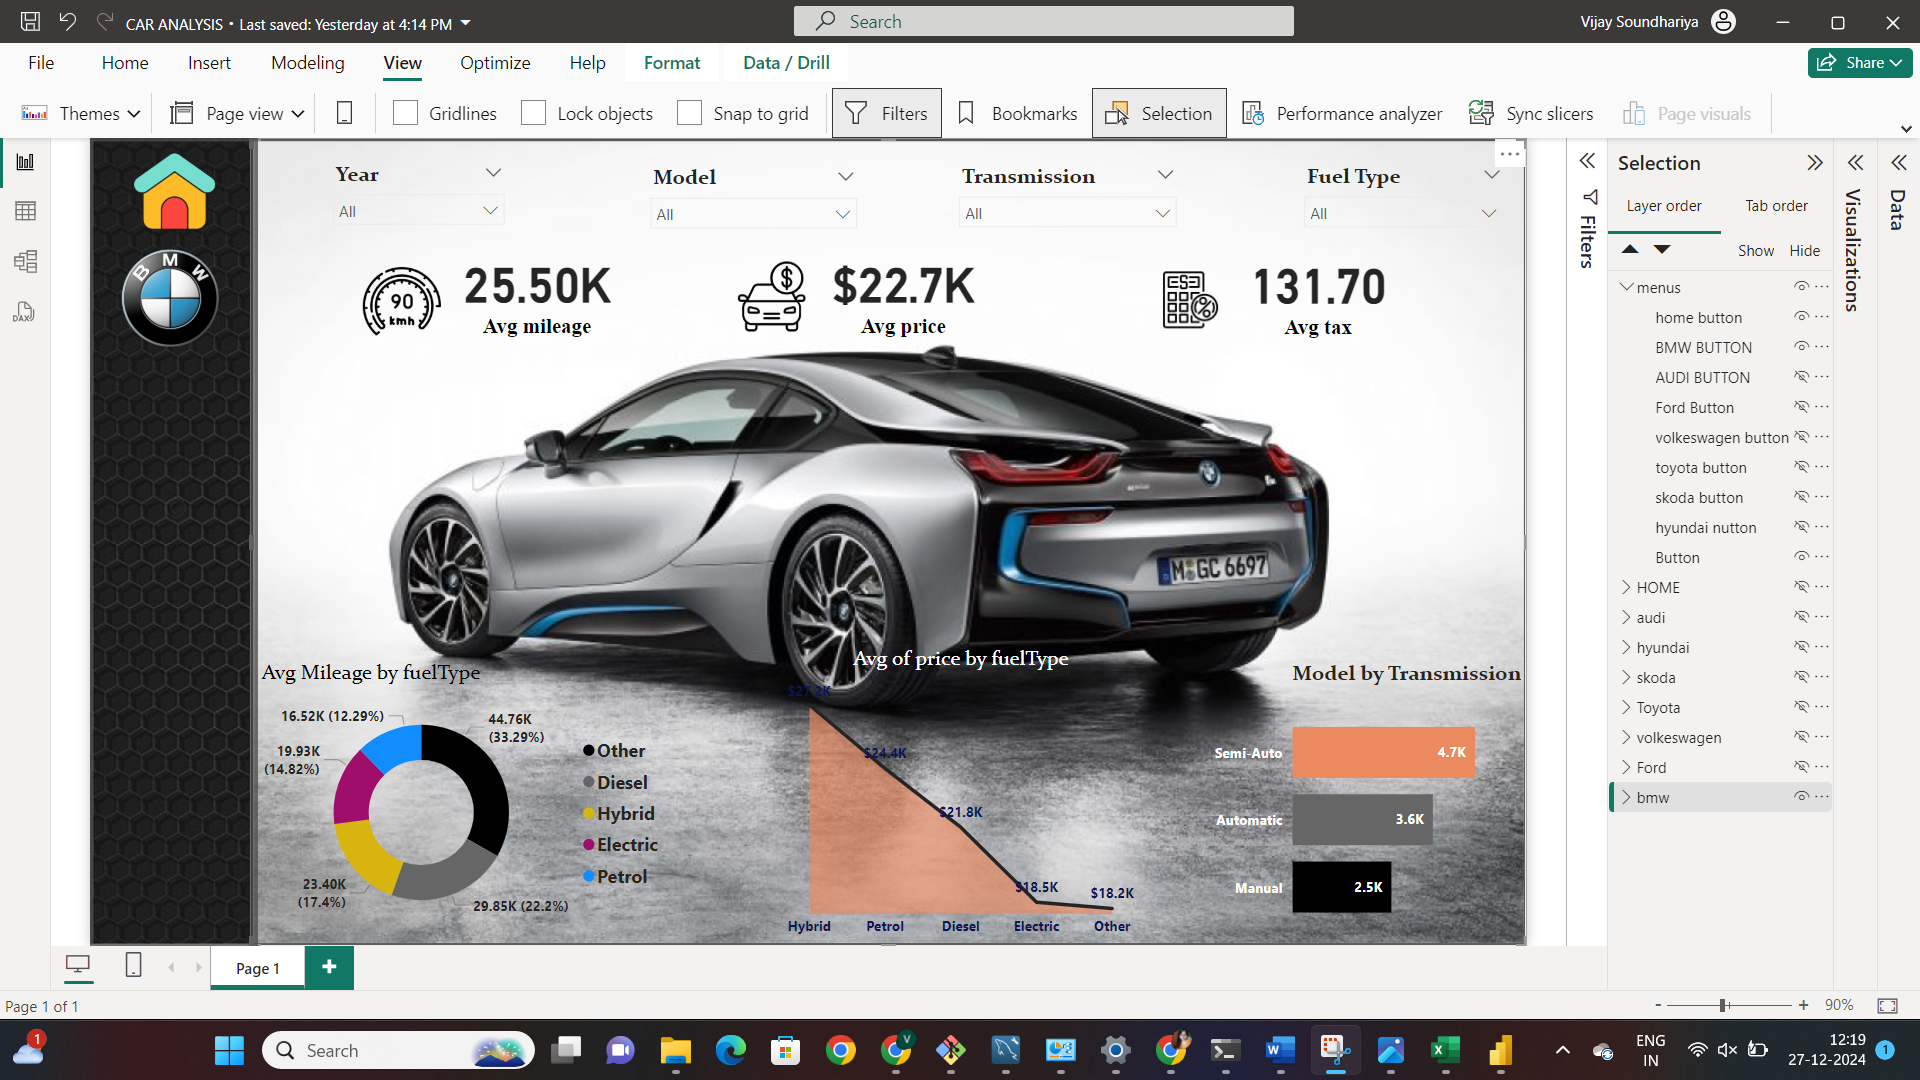 CAR ANALYSIS • Last saved: Yesterday at 4:14 PM
Search
Vijay Soundhariya
File Home Insert Modeling View Optimize Help Format Data / Drill
Share
Themes Page view Gridlines Lock objects Snap to grid Filters Bookmarks Selection Performance analyzer Sync slicers Page visuals
BMW
Year Model Transmission Fuel Type
All All All All
90 kmh
25.50K
Avg mileage
$22.7K
Avg price
131.70
Avg tax
M GC 6697
Avg Mileage by fuelType
16.52K (12.29%)
44.76K
(33.29%)
19.93K
(14.82%)
23.40K
(17.4%)
29.85K (22.2%)
Other
Diesel
Hybrid
Electric
Petrol
Avg of price by fuelType
$27.2K
$24.4K
$21.8K
$18.5K
$18.2K
Hybrid Petrol Diesel Electric Other
Model by Transmission
Semi-Auto 4.7K
Automatic 3.6K
Manual 2.5K
Filters
Selection
Layer order Tab order
Show Hide
menus
home button
BMW BUTTON
AUDI BUTTON
Ford Button
volkeswagen button
toyota button
skoda button
hyundai nutton
Button
HOME
audi
hyundai
skoda
Toyota
volkeswagen
Ford
bmw
Visualizations
Data
DAX
Page 1
+
Page 1 of 1
- + 90%
1
Search
V
ENG
IN
12:19
27-12-2024
1